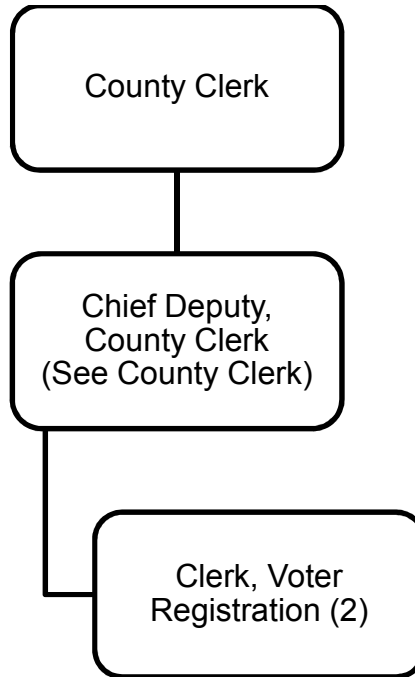 County Clerk
Chief Deputy,
County Clerk
(See County Clerk)
Clerk, Voter
Registration (2)